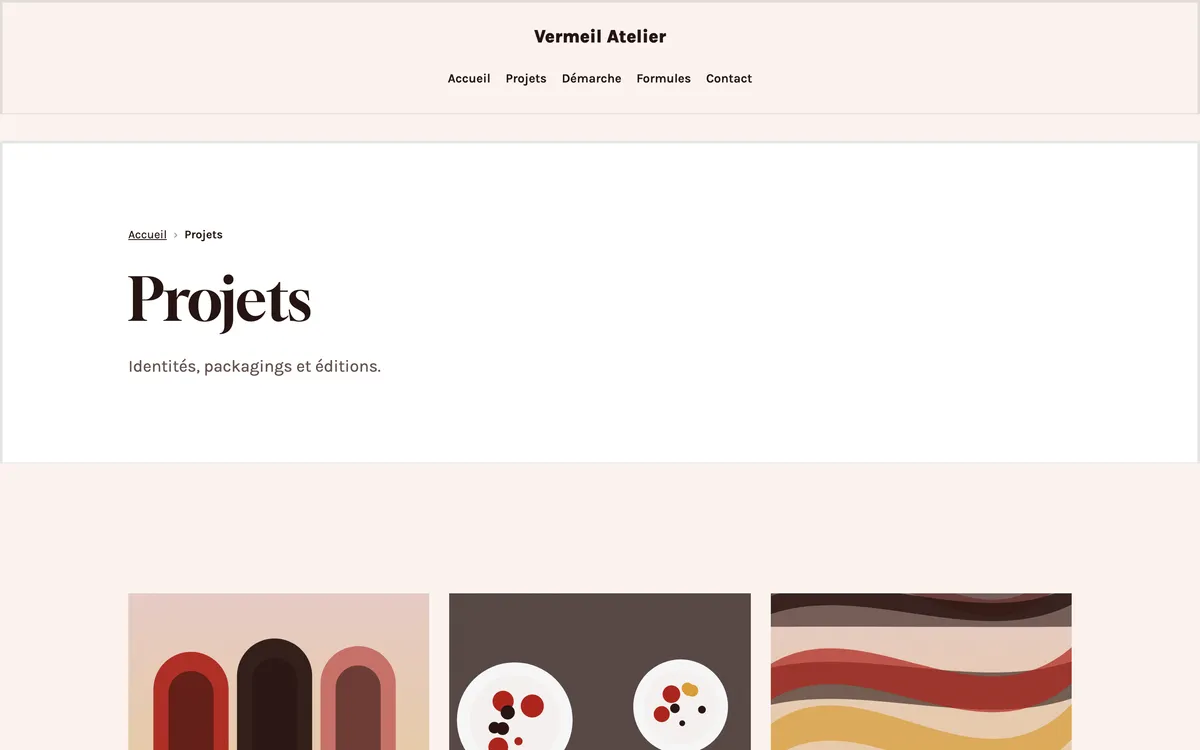 Vermeil Atelier
Accueil Projets Démarche Formules Contact
Accueil › Projets
Projets
Identités, packagings et éditions.